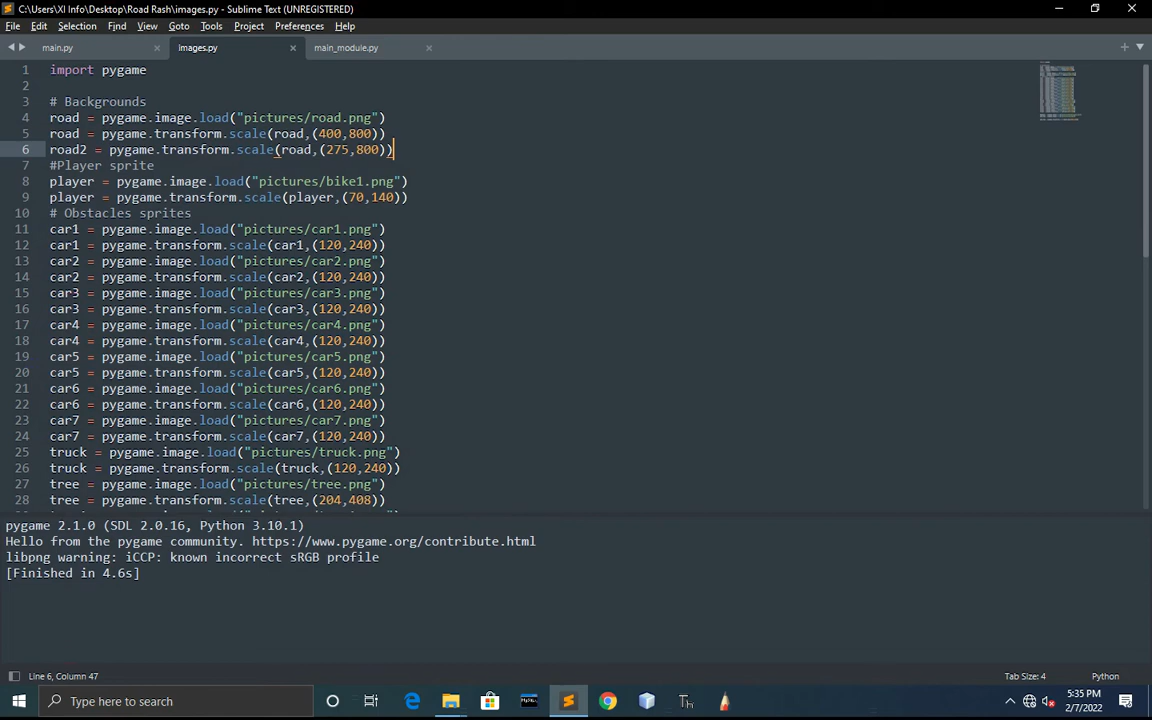 C:\Users\XI Info\Desktop\Road Rash\images.py - Sublime Text (UNREGISTERED)
File Edit Selection Find View Goto Tools Project Preferences Help
main.py × images.py × main_module.py ×
1 import pygame
2
3 # Backgrounds
4 road = pygame.image.load("pictures/road.png")
5 road = pygame.transform.scale(road,(400,800))
6 road2 = pygame.transform.scale(road,(275,800))
7 #Player sprite
8 player = pygame.image.load("pictures/bike1.png")
9 player = pygame.transform.scale(player,(70,140))
10 # Obstacles sprites
11 car1 = pygame.image.load("pictures/car1.png")
12 car1 = pygame.transform.scale(car1,(120,240))
13 car2 = pygame.image.load("pictures/car2.png")
14 car2 = pygame.transform.scale(car2,(120,240))
15 car3 = pygame.image.load("pictures/car3.png")
16 car3 = pygame.transform.scale(car3,(120,240))
17 car4 = pygame.image.load("pictures/car4.png")
18 car4 = pygame.transform.scale(car4,(120,240))
19 car5 = pygame.image.load("pictures/car5.png")
20 car5 = pygame.transform.scale(car5,(120,240))
21 car6 = pygame.image.load("pictures/car6.png")
22 car6 = pygame.transform.scale(car6,(120,240))
23 car7 = pygame.image.load("pictures/car7.png")
24 car7 = pygame.transform.scale(car7,(120,240))
25 truck = pygame.image.load("pictures/truck.png")
26 truck = pygame.transform.scale(truck,(120,240))
27 tree = pygame.image.load("pictures/tree.png")
28 tree = pygame.transform.scale(tree,(204,408))
pygame 2.1.0 (SDL 2.0.16, Python 3.10.1)
Hello from the pygame community. https://www.pygame.org/contribute.html
libpng warning: iCCP: known incorrect sRGB profile
[Finished in 4.6s]
Line 6, Column 47 Tab Size: 4 Python
Type here to search
5:35 PM
2/7/2022